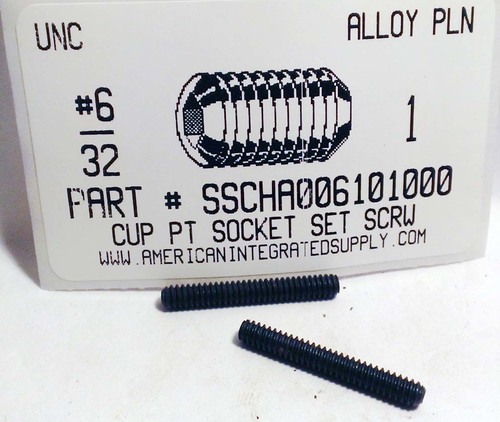 UNC ALLOY PLN
#6
32
1
PART # SSCHA006101000
CUP PT SOCKET SET SCRW
WWW.AMERICANINTEGRATEDSUPPLY.COM